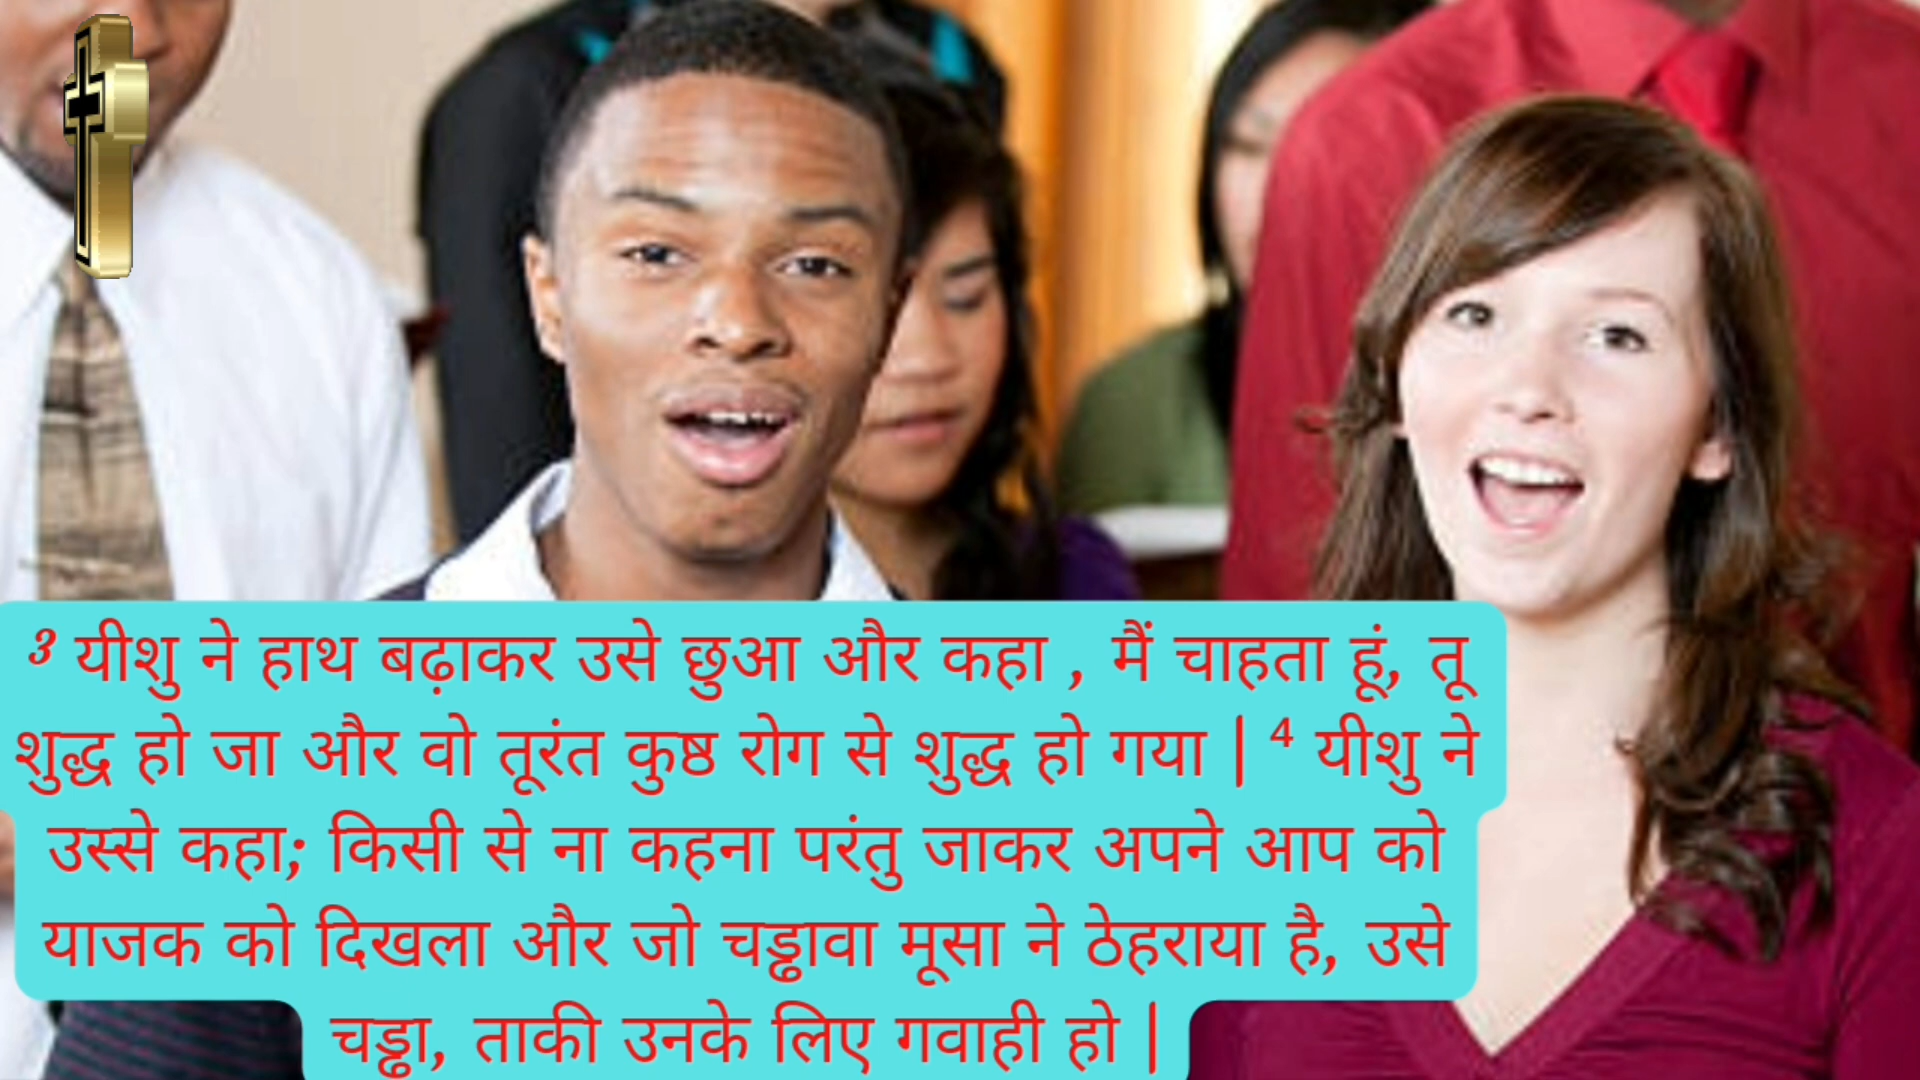 ³ यीशु ने हाथ बढ़ाकर उसे छुआ और कहा , मैं चाहता हूं, तू
शुद्ध हो जा और वो तूरंत कुष्ठ रोग से शुद्ध हो गया | ⁴ यीशु ने
उस्से कहा; किसी से ना कहना परंतु जाकर अपने आप को
याजक को दिखला और जो चड्ढावा मूसा ने ठेहराया है, उसे
चड्ढा, ताकी उनके लिए गवाही हो |